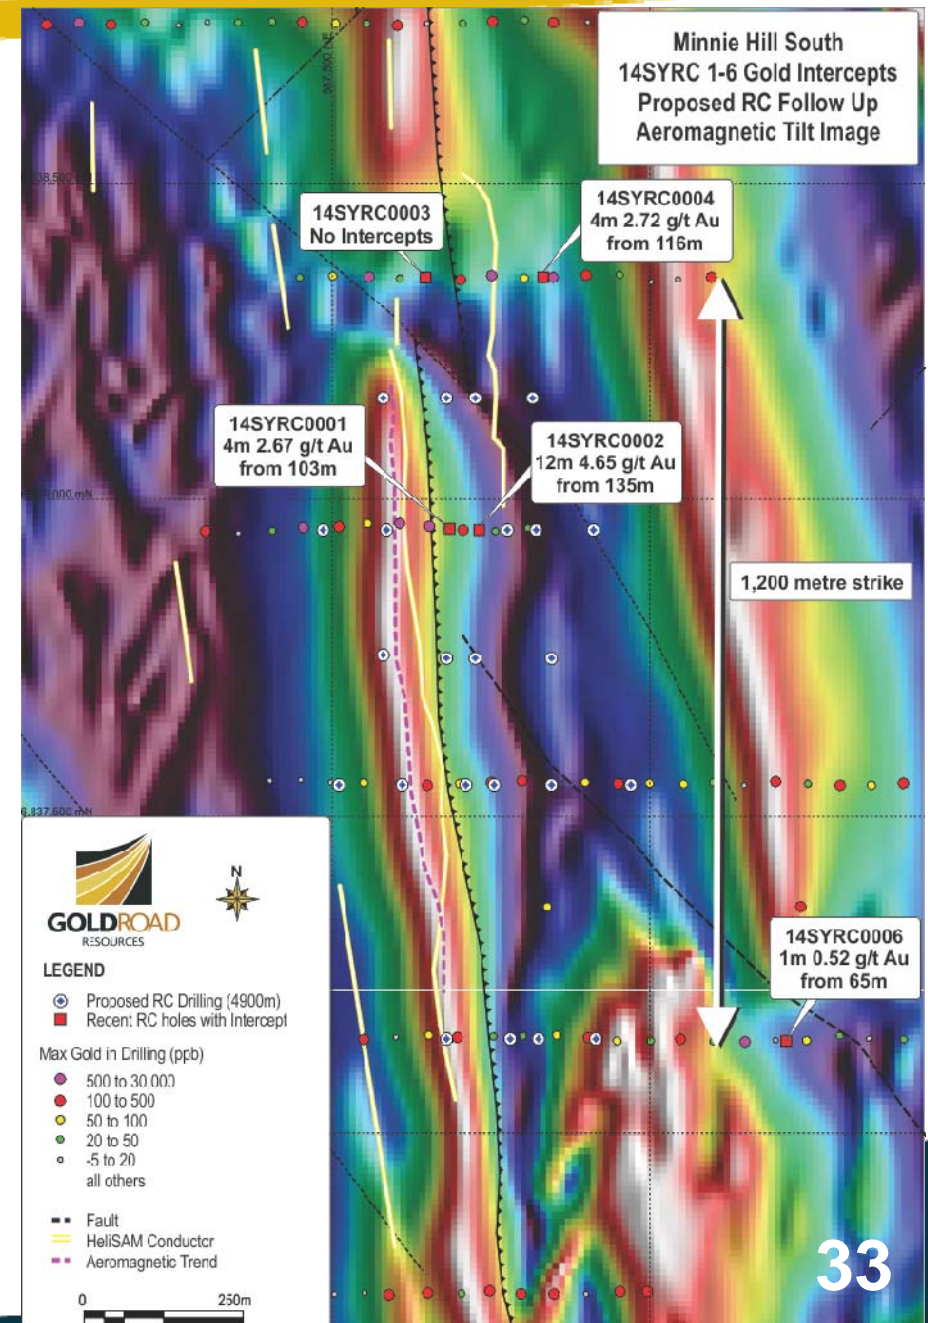 Minnie Hill South
14SYRC 1-6 Gold Intercepts
Proposed RC Follow Up
Aeromagnetic Tilt Image
14SYRC0003
No Intercepts
14SYRC0004
4m 2.72 g/t Au
from 116m
14SYRC0001
4m 2.67 g/t Au
from 103m
14SYRC0002
12m 4.65 g/t Au
from 135m
1,200 metre strike
14SYRC0006
1m 0.52 g/t Au
from 65m
N
GOLDROAD
RESOURCES
LEGEND
Proposed RC Drilling (4900m)
Recent RC holes with Intercept
Max Gold in Drilling (ppb)
500 to 30,000
100 to 500
50 to 100
20 to 50
-5 to 20
all others
Fault
HeliSAM Conductor
Aeromagnetic Trend
0 250m
33